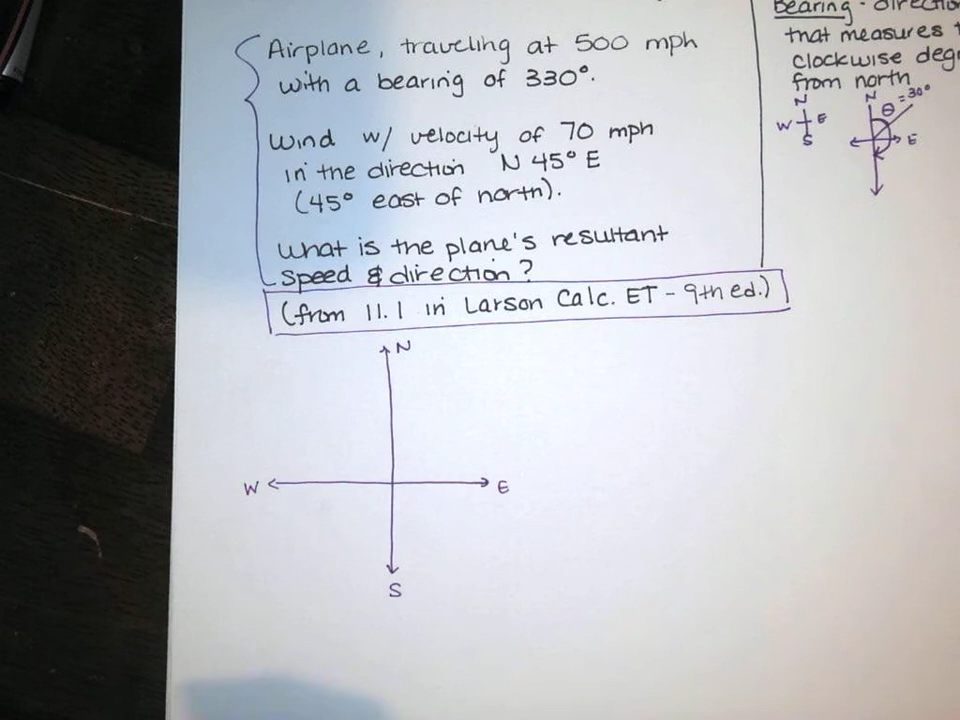 Airplane, traveling at 500 mph
with a bearing of 330°.
Wind w/ velocity of 70 mph
in the direction N 45° E
(45° east of north).
What is the plane's resultant
speed & direction?
(from 11.1 in Larson Calc. ET - 9th ed.)
Bearing -
that measures
clockwise
from north
N
W E
S
N
θ = 30°
E
N
W E
S